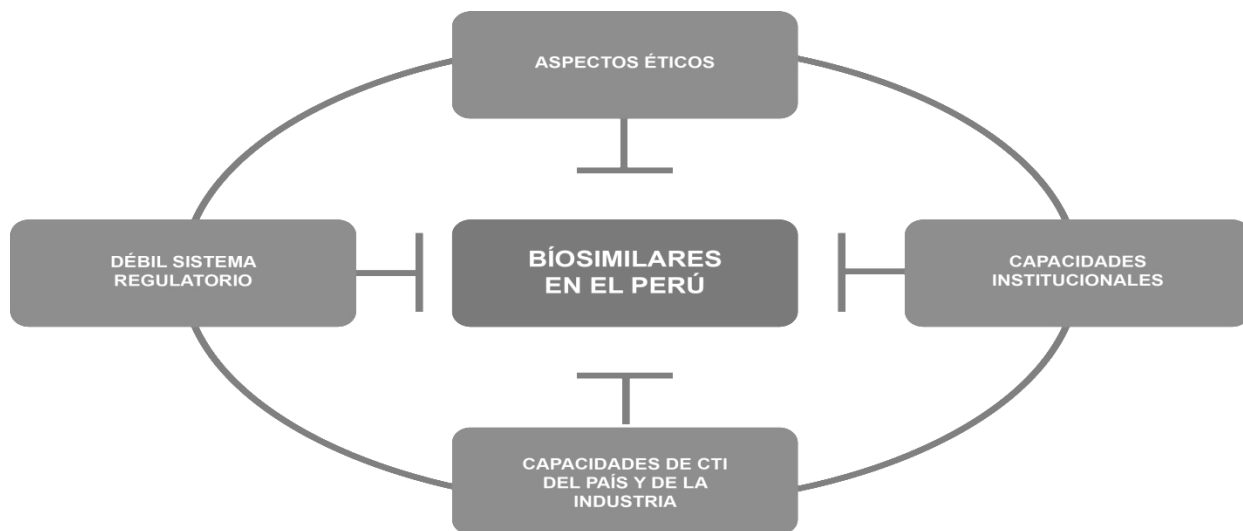 ASPECTOS ÉTICOS
DÉBIL SISTEMA
REGULATORIO
BÍOSIMILARES
EN EL PERÚ
CAPACIDADES
INSTITUCIONALES
CAPACIDADES DE CTI
DEL PAÍS Y DE LA
INDUSTRIA